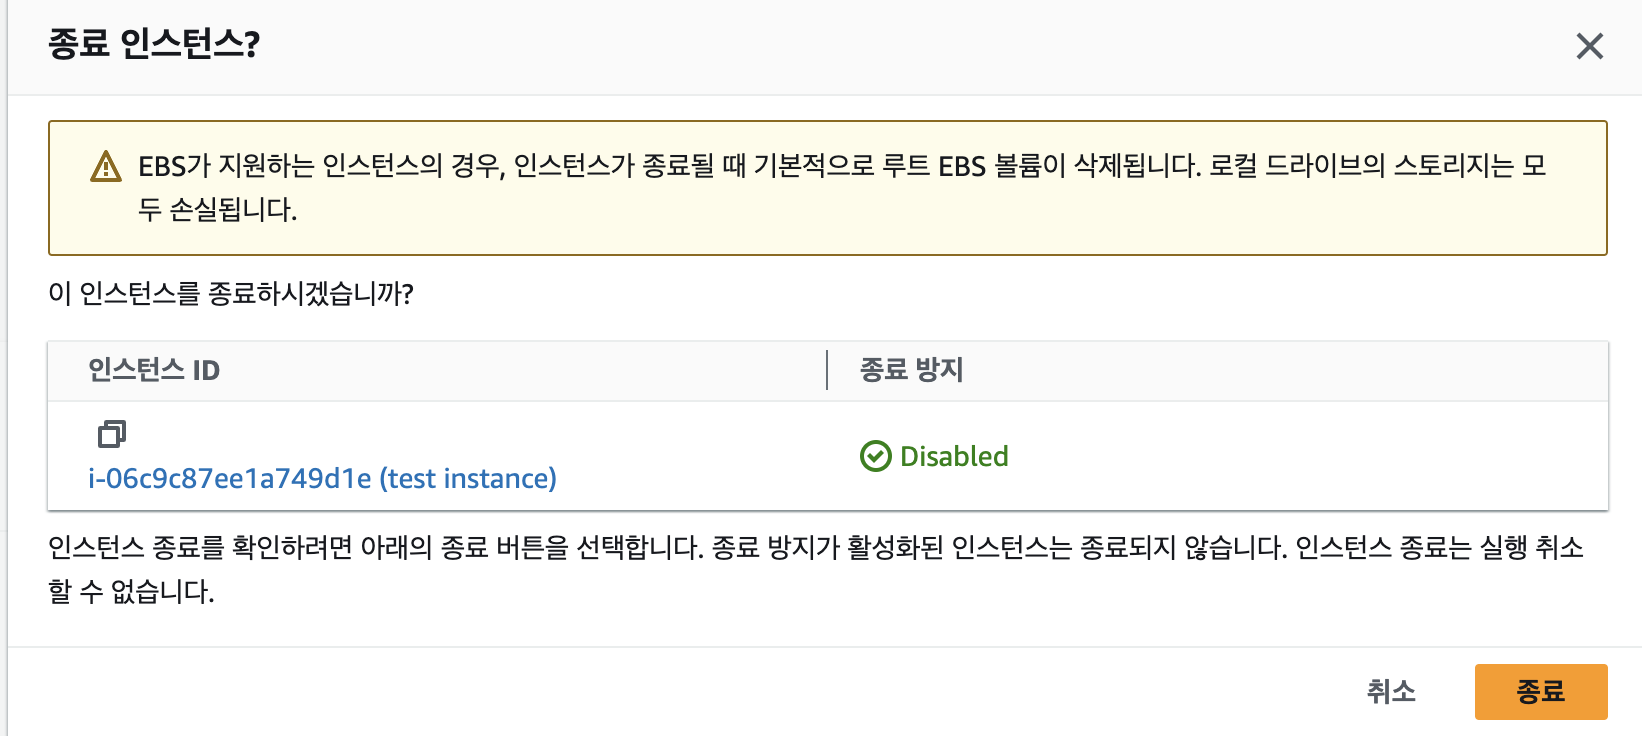 종료 인스턴스?
EBS가 지원하는 인스턴스의 경우, 인스턴스가 종료될 때 기본적으로 루트 EBS 볼륨이 삭제됩니다. 로컬 드라이브의 스토리지는 모
두 손실됩니다.
이 인스턴스를 종료하시겠습니까?
인스턴스 ID
종료 방지
i-06c9c87ee1a749d1e (test instance)
Disabled
인스턴스 종료를 확인하려면 아래의 종료 버튼을 선택합니다. 종료 방지가 활성화된 인스턴스는 종료되지 않습니다. 인스턴스 종료는 실행 취소
할 수 없습니다.
취소
종료